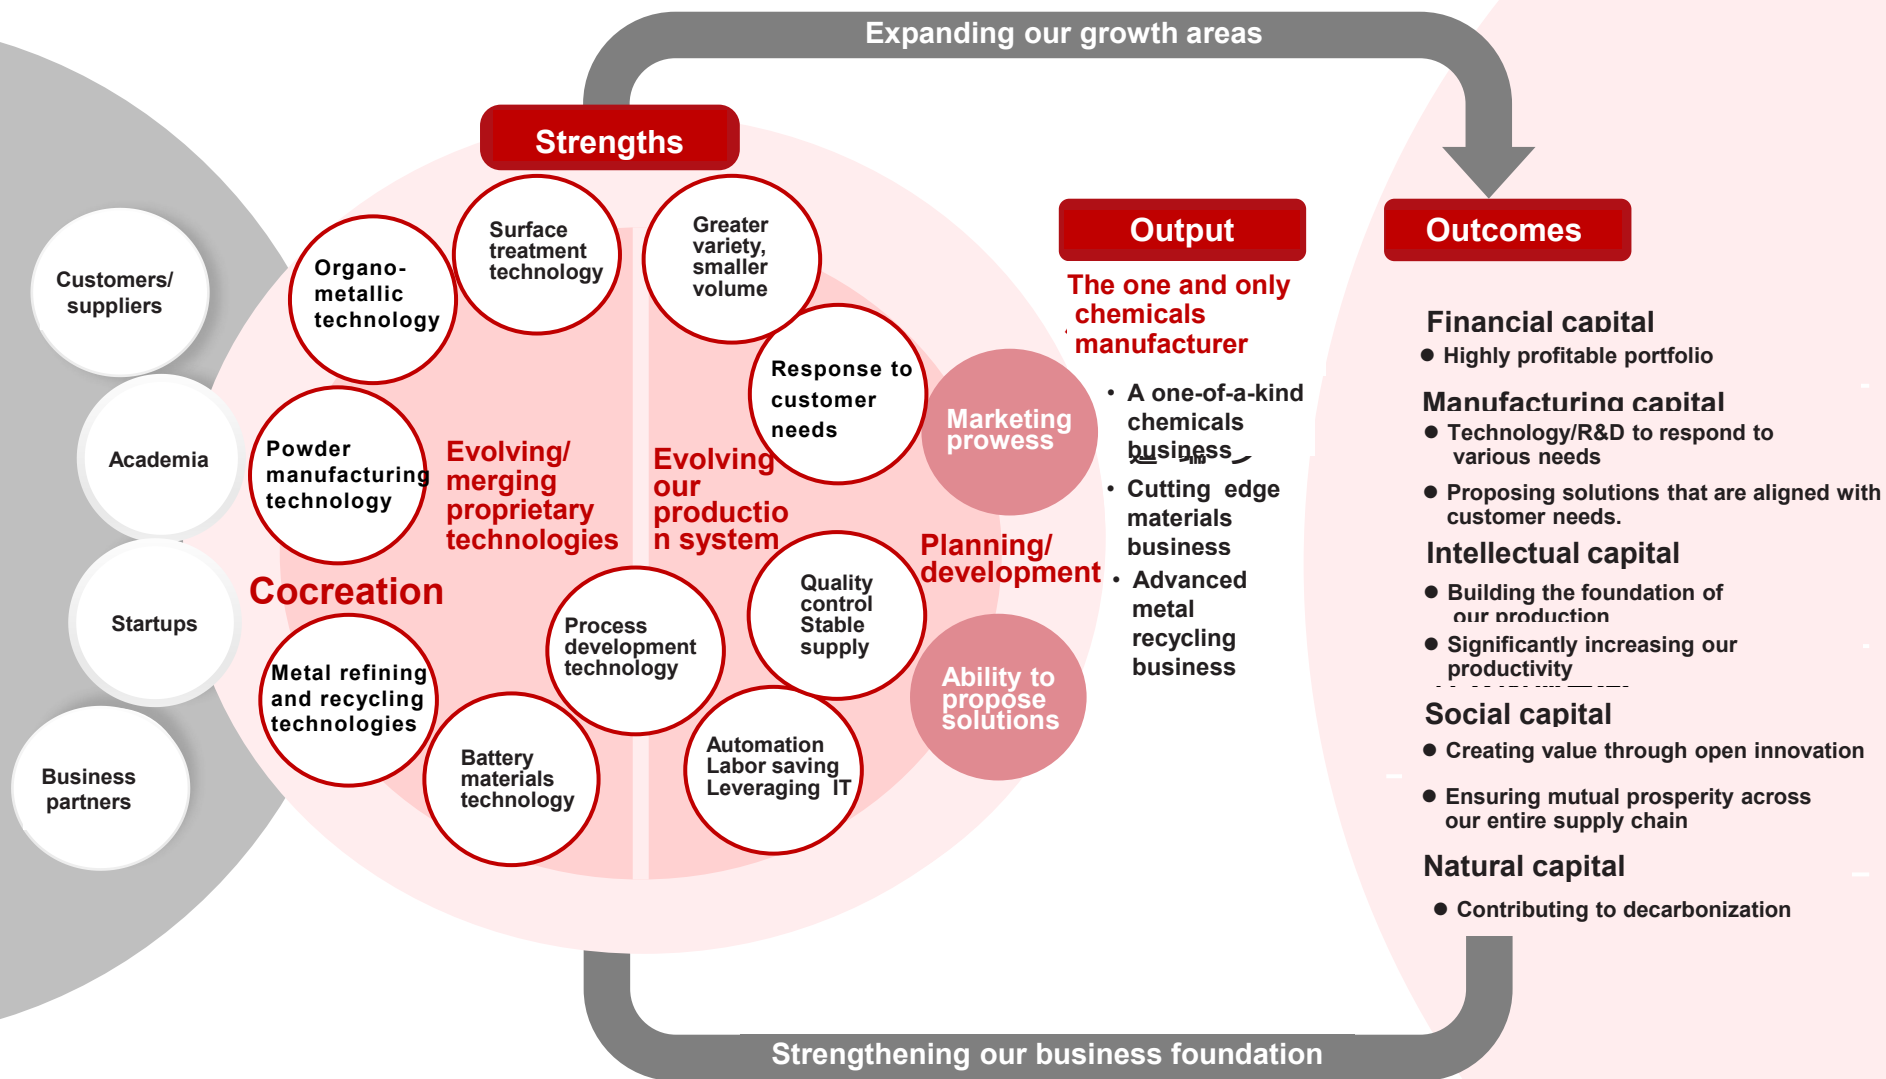 Expanding our growth areas
Strengths
Customers/
suppliers
Academia
Startups
Business
partners
Organo-
metallic
technology
Surface
treatment
technology
Greater
variety,
smaller
volume
Response to
customer
needs
Powder
manufacturing
technology
Evolving/
merging
proprietary
technologies
Evolving
our
productio
n system
Cocreation
Metal refining
and recycling
technologies
Battery
materials
technology
Process
development
technology
Quality
control
Stable
supply
Automation
Labor saving
Leveraging IT
Marketing
prowess
Planning/
development
Ability to
propose
solutions
Output
The one and only
chemicals
manufacturer
• A one-of-a-kind
chemicals
business
• Cutting edge
materials
business
• Advanced
metal
recycling
business
Outcomes
Financial capital
● Highly profitable portfolio
Manufacturing capital
● Technology/R&D to respond to
various needs
● Proposing solutions that are aligned with
customer needs.
Intellectual capital
● Building the foundation of
our production
● Significantly increasing our
productivity
Social capital
● Creating value through open innovation
● Ensuring mutual prosperity across
our entire supply chain
Natural capital
● Contributing to decarbonization
Strengthening our business foundation